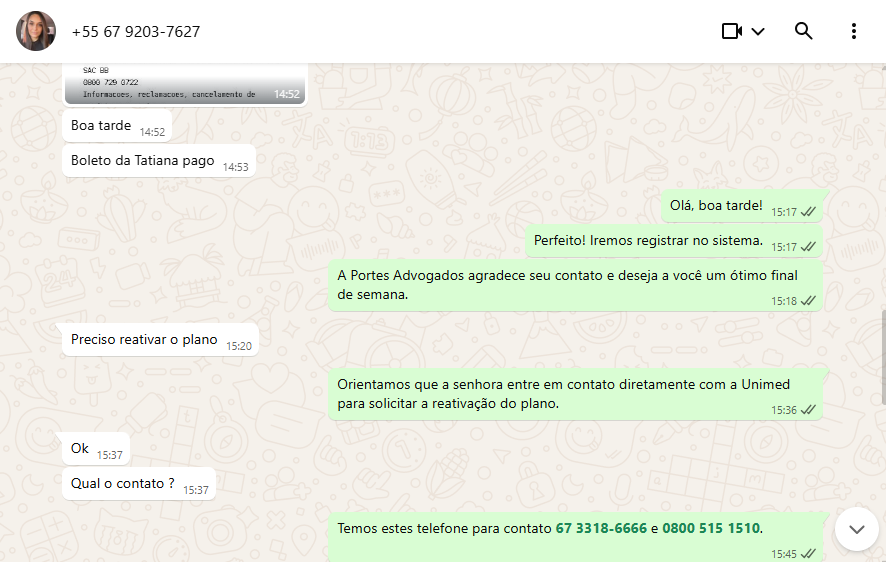 +55 67 9203-7627
SAC BB
0800 729 0722
Informacoes, reclamacoes, cancelamento de
14:52
Boa tarde 14:52
Boleto da Tatiana pago 14:53
Olá, boa tarde! 15:17
Perfeito! Iremos registrar no sistema. 15:17
A Portes Advogados agradece seu contato e deseja a você um ótimo final
de semana.
15:18
Preciso reativar o plano 15:20
Orientamos que a senhora entre em contato diretamente com a Unimed
para solicitar a reativação do plano.
15:36
Ok 15:37
Qual o contato ? 15:37
Temos estes telefone para contato 67 3318-6666 e 0800 515 1510.
15:45